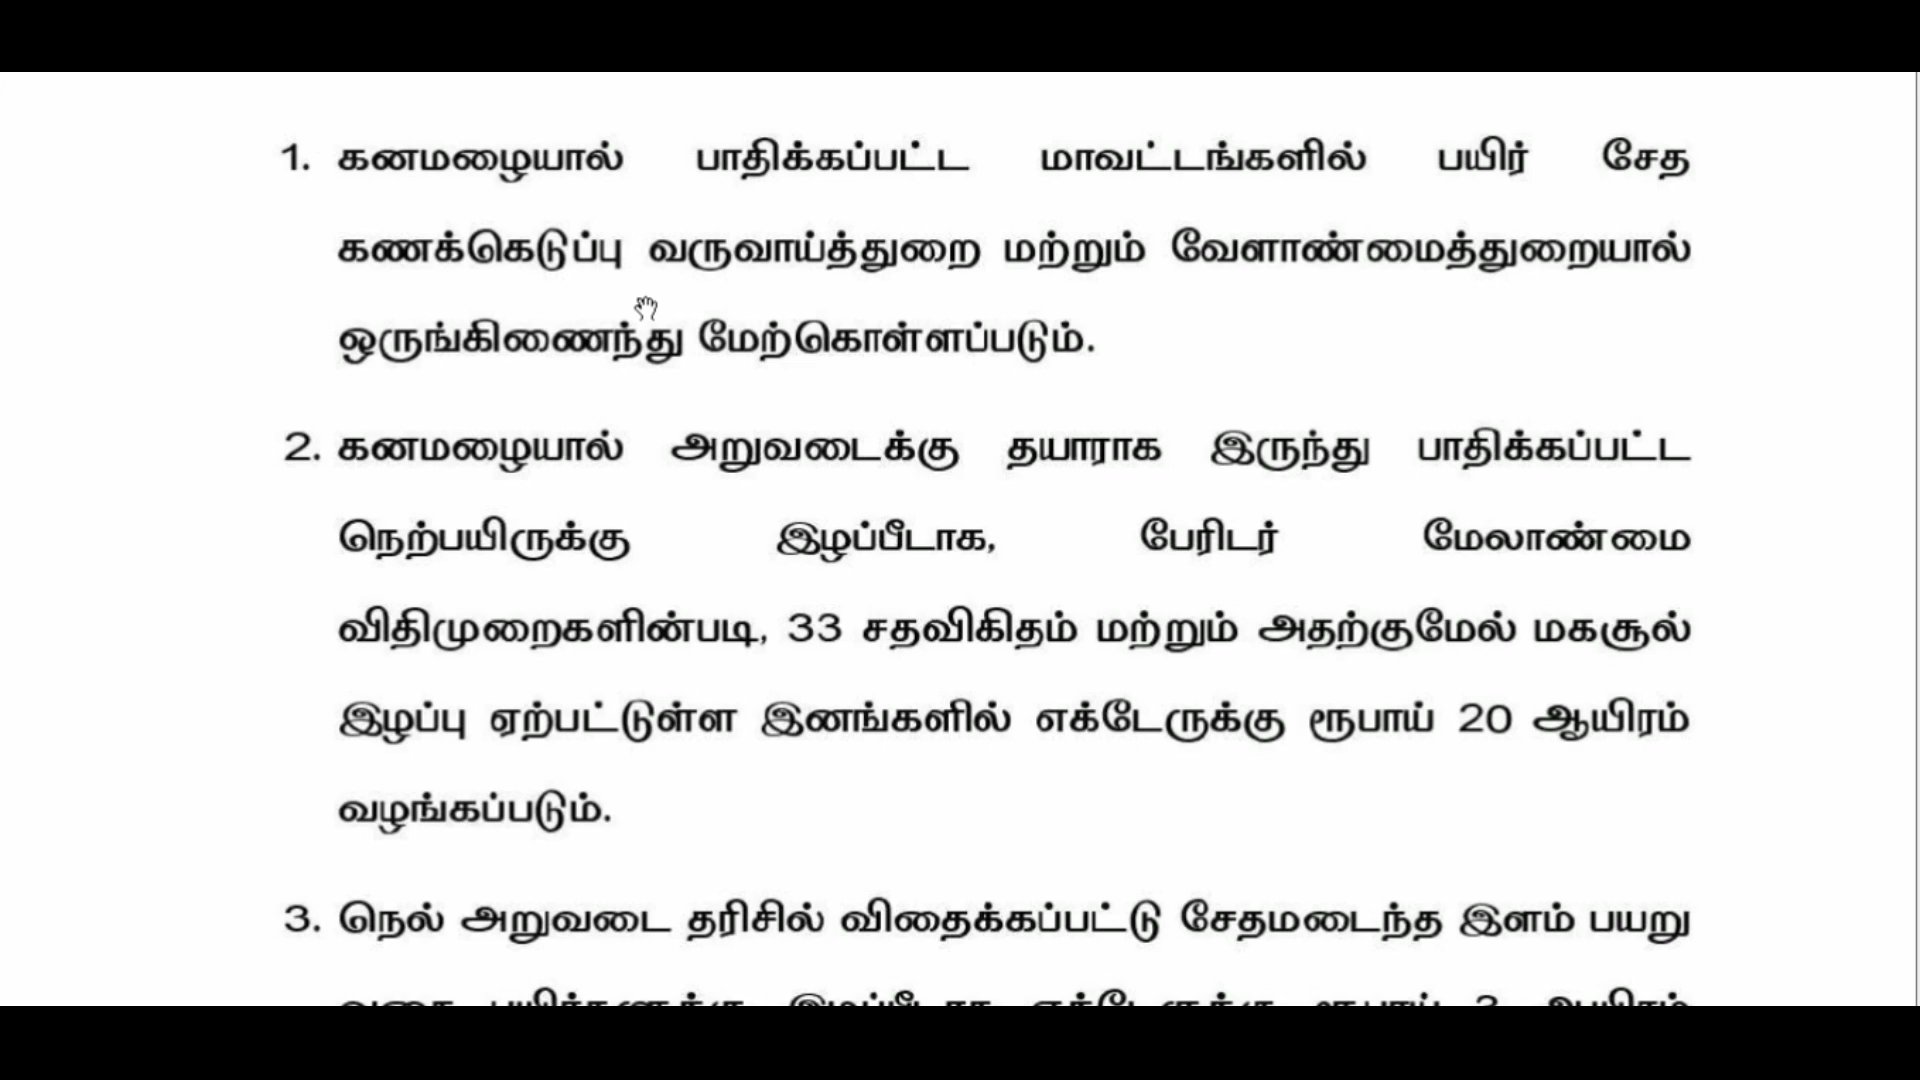 1. கனமழையால் பாதிக்கப்பட்ட மாவட்டங்களில் பயிர் சேத
கணக்கெடுப்பு வருவாய்த்துறை மற்றும் வேளாண்மைத்துறையால்
ஒருங்கிணைந்து மேற்கொள்ளப்படும்.
2. கனமழையால் அறுவடைக்கு தயாராக இருந்து பாதிக்கப்பட்ட
நெற்பயிருக்கு இழப்பீடாக, பேரிடர் மேலாண்மை
விதிமுறைகளின்படி, 33 சதவிகிதம் மற்றும் அதற்குமேல் மகசூல்
இழப்பு ஏற்பட்டுள்ள இனங்களில் எக்டேருக்கு ரூபாய் 20 ஆயிரம்
வழங்கப்படும்.
3. நெல் அறுவடை தரிசில் விதைக்கப்பட்டு சேதமடைந்த இளம் பயறு